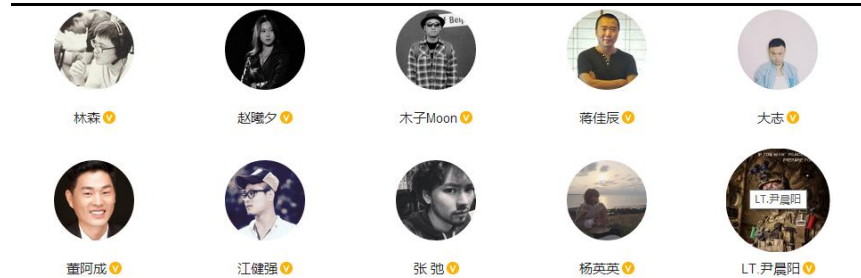 林森
赵曦夕
木子Moon
蒋佳辰
大志
LT.尹晨阳
董阿成
江健强
张 弛
杨英英
LT.尹晨阳